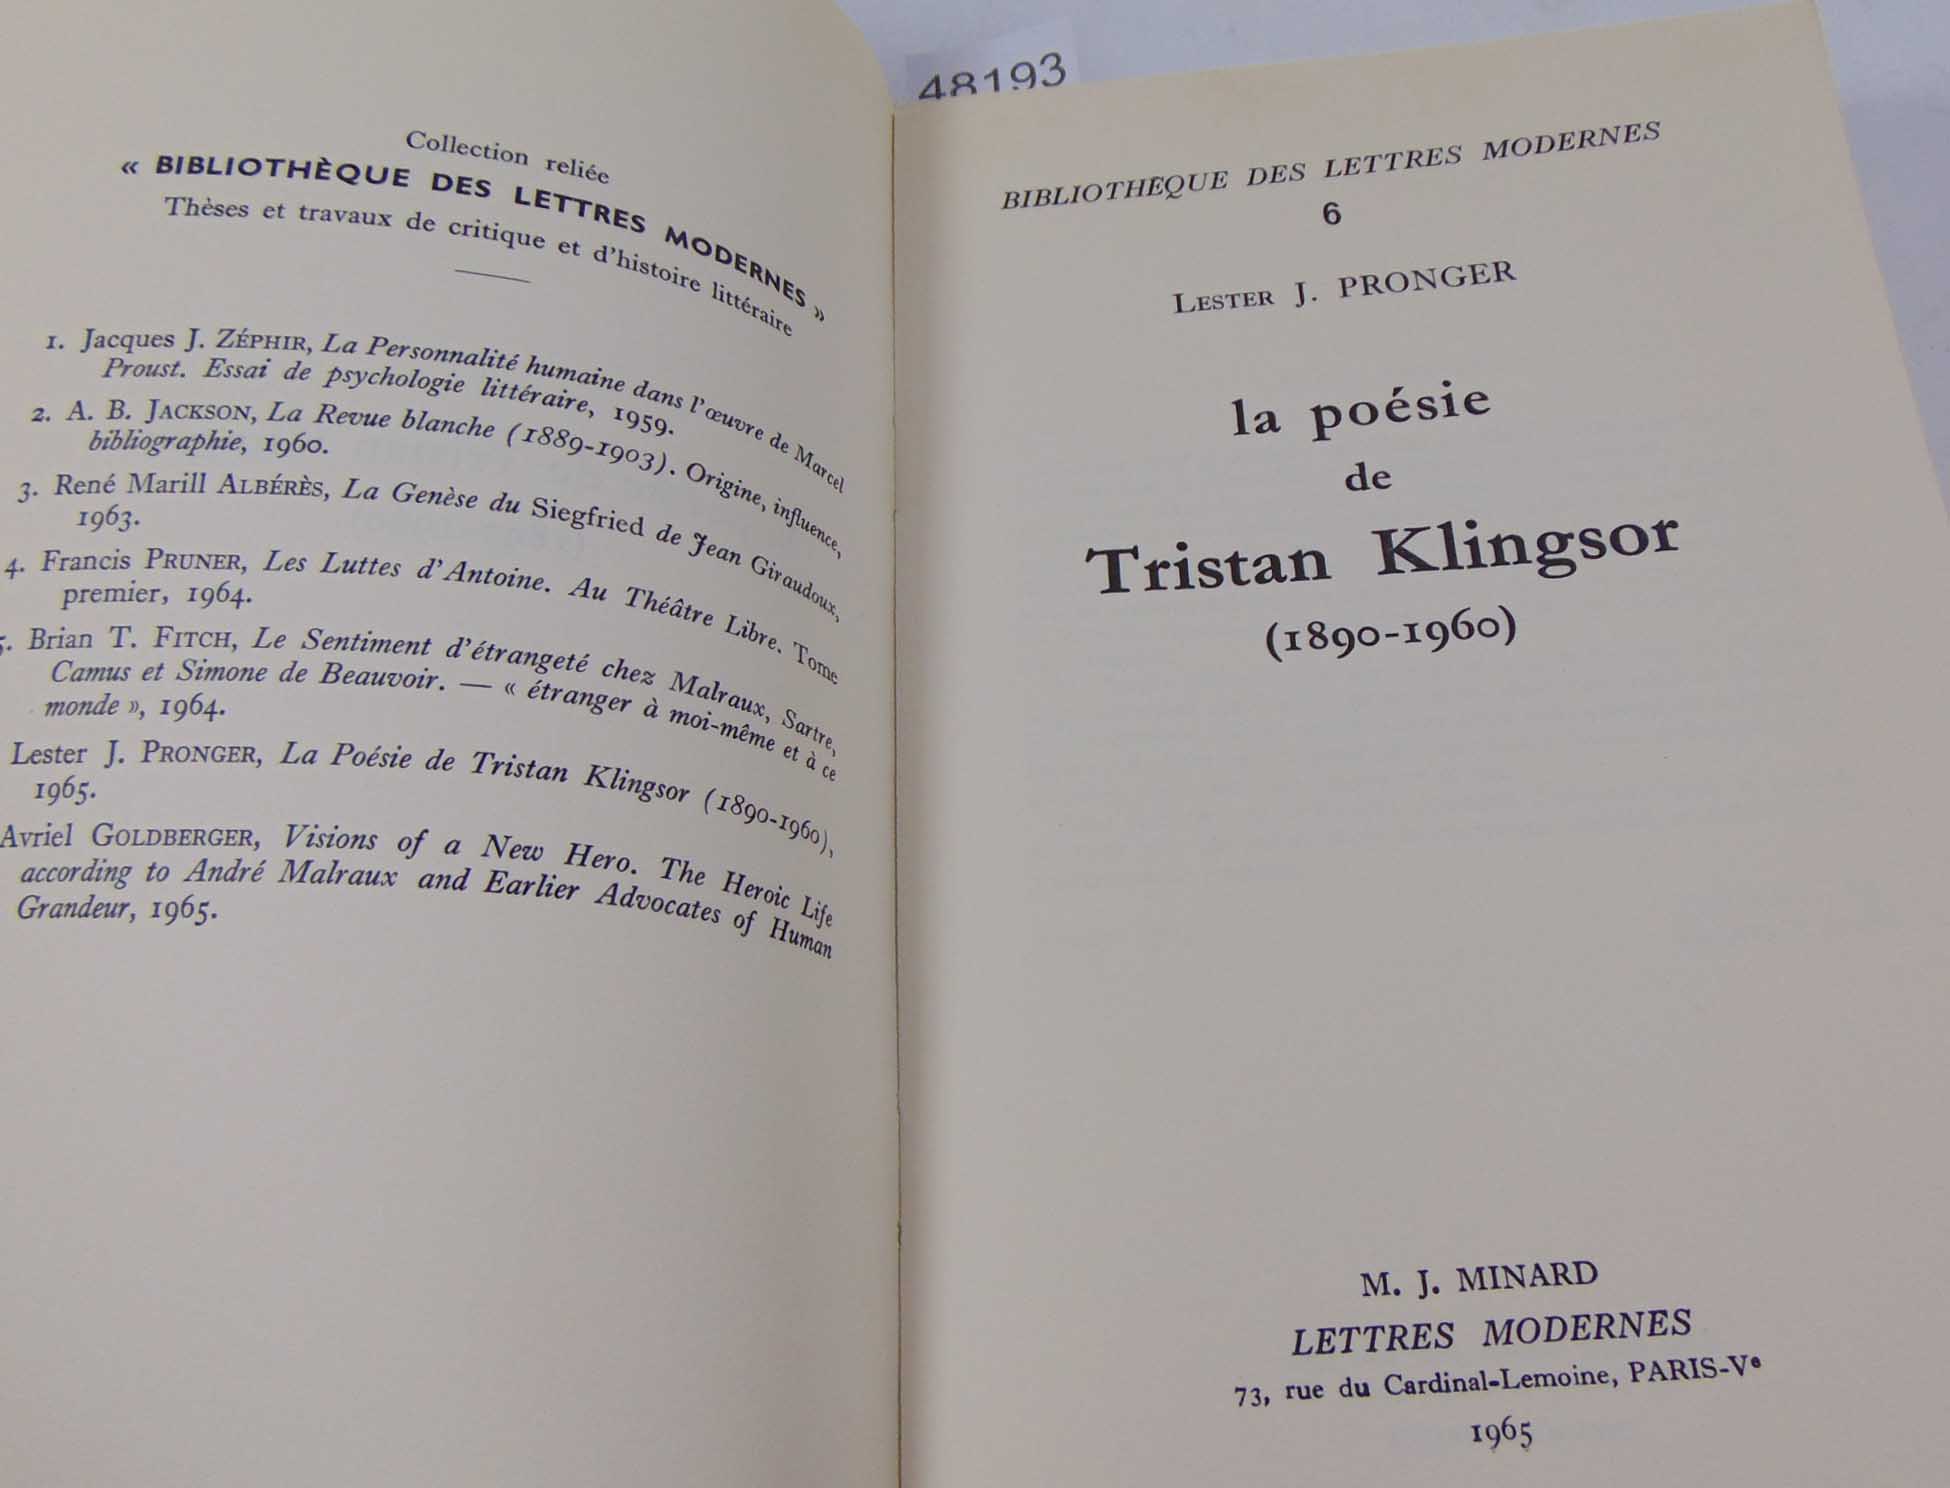 Collection reliée
« BIBLIOTHÈQUE DES LETTRES MODERNES »
Thèses et travaux de critique et d'histoire littéraire
1. Jacques J. ZÉPHIR, La Personnalité humaine dans l'œuvre de Marcel
Proust. Essai de psychologie littéraire, 1959.
2. A. B. JACKSON, La Revue blanche (1889-1903). Origine, influence,
bibliographie, 1960.
3. René Marill ALBÉRÈS, La Genèse du Siegfried de Jean Giraudoux,
1963.
4. Francis PRUNER, Les Luttes d'Antoine. Au Théâtre Libre. Tome
premier, 1964.
5. Brian T. FITCH, Le Sentiment d'étrangeté chez Malraux, Sartre,
Camus et Simone de Beauvoir. — « étranger à moi-même et à ce
monde », 1964.
Lester J. PRONGER, La Poésie de Tristan Klingsor (1890-1960),
1965.
Avriel GOLDBERGER, Visions of a New Hero. The Heroic Life
according to André Malraux and Earlier Advocates of Human
Grandeur, 1965.
48193
BIBLIOTHÈQUE DES LETTRES MODERNES
6
LESTER J. PRONGER
la poésie
de
Tristan Klingsor
(1890-1960)
M. J. MINARD
LETTRES MODERNES
73, rue du Cardinal-Lemoine, PARIS-Ve
1965